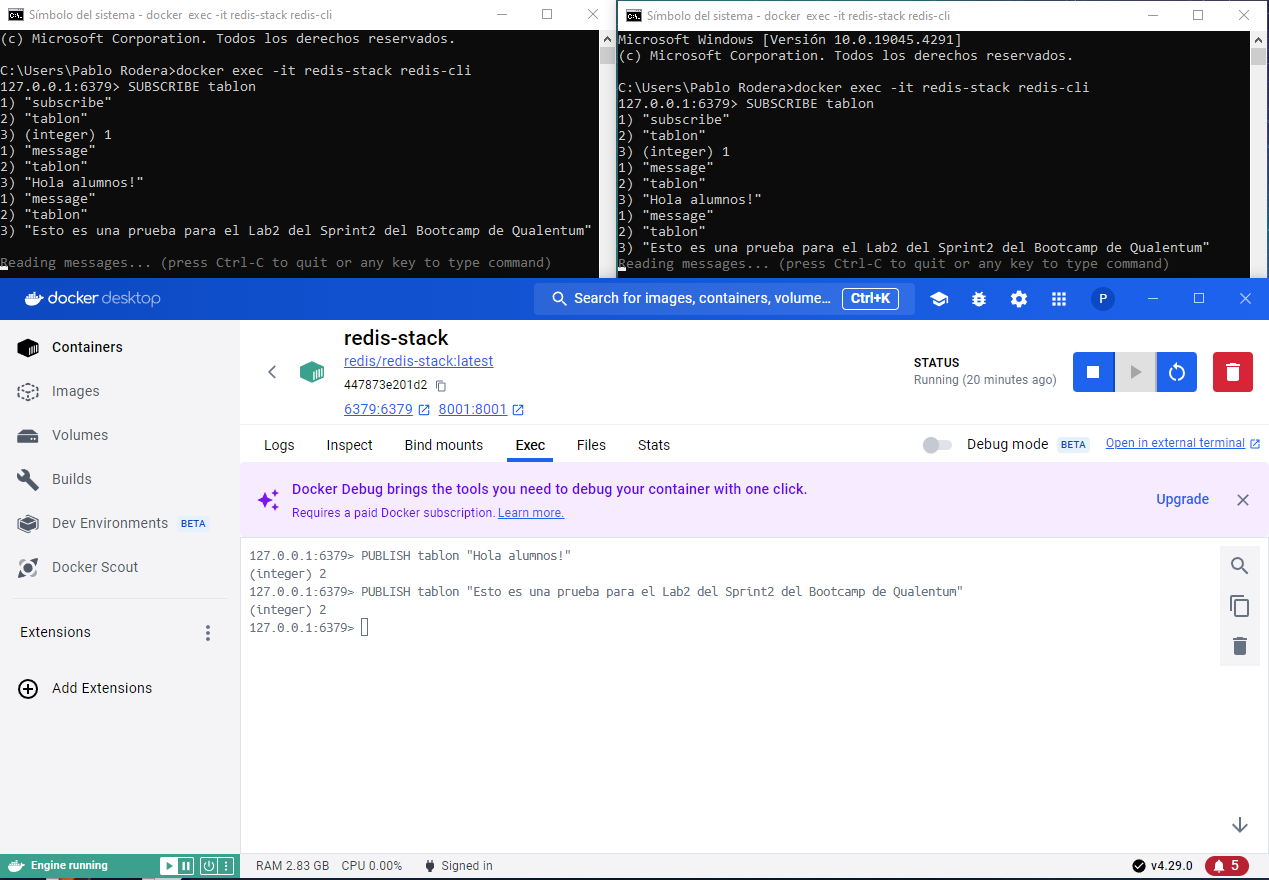 Símbolo del sistema - docker exec -it redis-stack redis-cli
(c) Microsoft Corporation. Todos los derechos reservados.
C:\Users\Pablo Rodera>docker exec -it redis-stack redis-cli
127.0.0.1:6379> SUBSCRIBE tablon
1) "subscribe"
2) "tablon"
3) (integer) 1
1) "message"
2) "tablon"
3) "Hola alumnos!"
1) "message"
2) "tablon"
3) "Esto es una prueba para el Lab2 del Sprint2 del Bootcamp de Qualentum"
Reading messages... (press Ctrl-C to quit or any key to type command)
Símbolo del sistema - docker exec -it redis-stack redis-cli
Microsoft Windows [Versión 10.0.19045.4291]
(c) Microsoft Corporation. Todos los derechos reservados.
C:\Users\Pablo Rodera>docker exec -it redis-stack redis-cli
127.0.0.1:6379> SUBSCRIBE tablon
1) "subscribe"
2) "tablon"
3) (integer) 1
1) "message"
2) "tablon"
3) "Hola alumnos!"
1) "message"
2) "tablon"
3) "Esto es una prueba para el Lab2 del Sprint2 del Bootcamp de Qualentum"
Reading messages... (press Ctrl-C to quit or any key to type command)
docker desktop
Search for images, containers, volume... Ctrl+K
P
Containers
Images
Volumes
Builds
Dev Environments BETA
Docker Scout
Extensions
Add Extensions
redis-stack
redis/redis-stack:latest
447873e201d2
6379:6379 8001:8001
STATUS
Running (20 minutes ago)
Logs Inspect Bind mounts Exec Files Stats
Debug mode BETA Open in external terminal
Docker Debug brings the tools you need to debug your container with one click.
Requires a paid Docker subscription. Learn more.
Upgrade
127.0.0.1:6379> PUBLISH tablon "Hola alumnos!"
(integer) 2
127.0.0.1:6379> PUBLISH tablon "Esto es una prueba para el Lab2 del Sprint2 del Bootcamp de Qualentum"
(integer) 2
127.0.0.1:6379>
Engine running
RAM 2.83 GB CPU 0.00% Signed in
v4.29.0
5